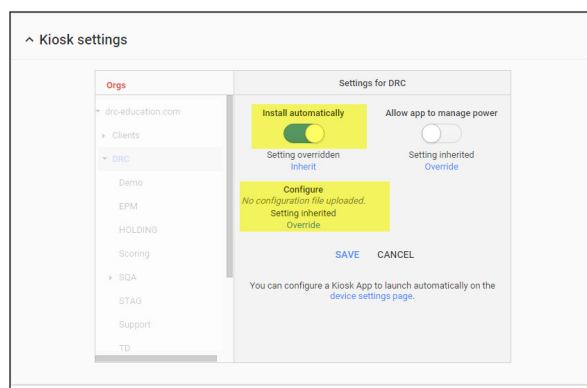 Kiosk settings
Orgs
Settings for DRC
drc-education.com
Clients
DRC
Demo
EPM
HOLDING
Scoring
SQA
STAG
Support
TD
Install automatically
Setting overridden
Inherit
Allow app to manage power
Setting inherited
Override
Configure
No configuration file uploaded.
Setting inherited
Override
SAVE CANCEL
You can configure a Kiosk App to launch automatically on the
device settings page.